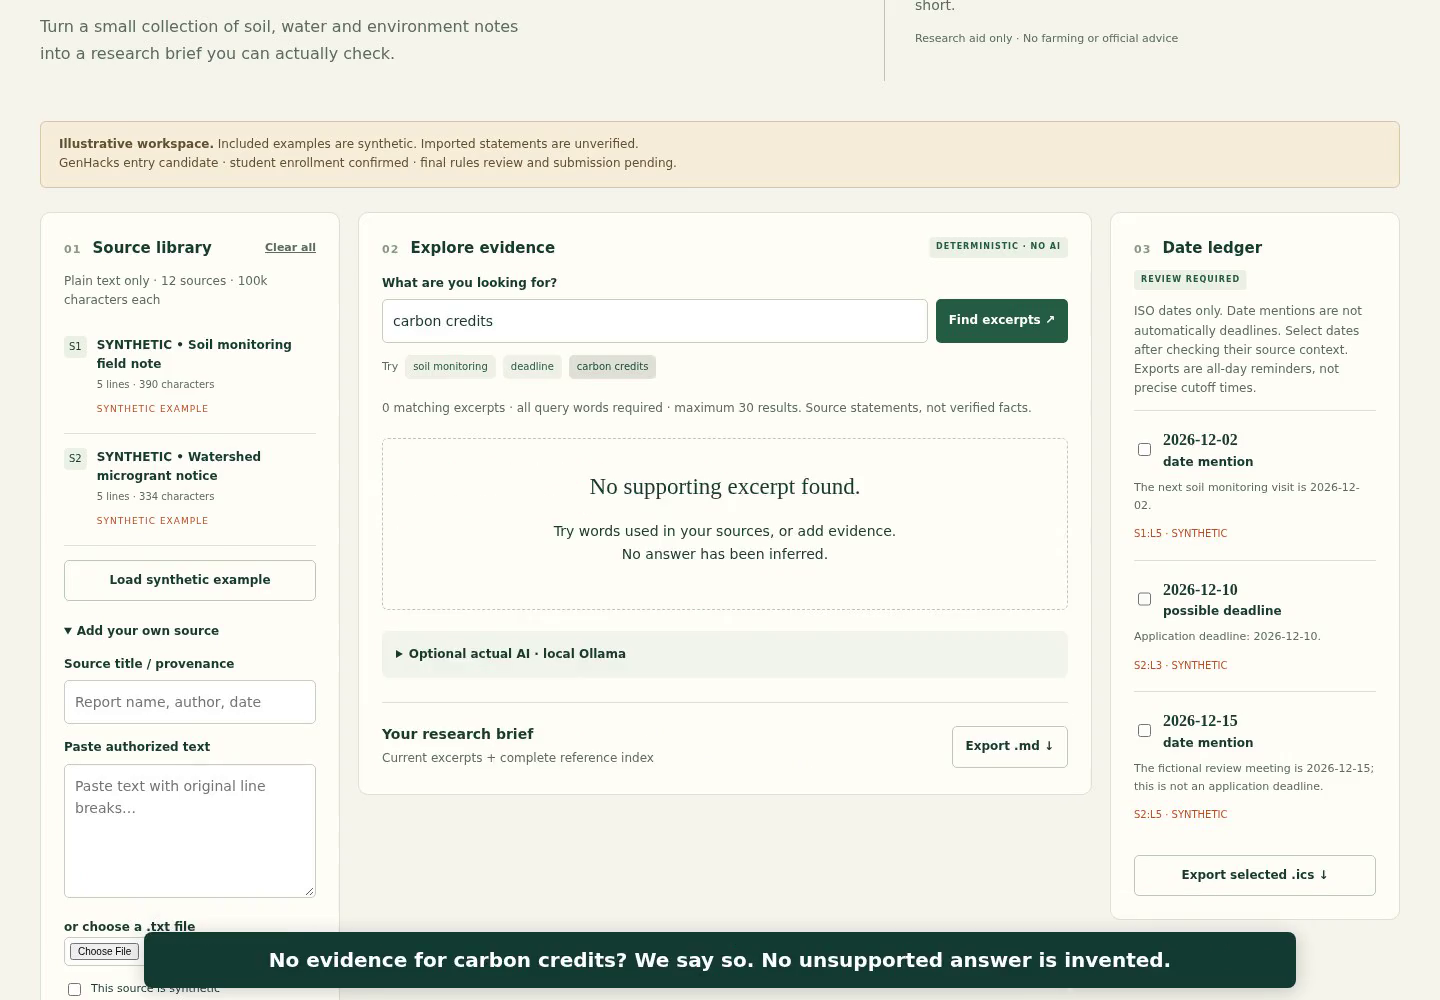 Turn a small collection of soil, water and environment notes
into a research brief you can actually check.
short.
Research aid only · No farming or official advice
Illustrative workspace. Included examples are synthetic. Imported statements are unverified.
GenHacks entry candidate · student enrollment confirmed · final rules review and submission pending.
01 Source library Clear all
Plain text only · 12 sources · 100k
characters each
S1 SYNTHETIC • Soil monitoring
field note
5 lines · 390 characters
SYNTHETIC EXAMPLE
S2 SYNTHETIC • Watershed
microgrant notice
5 lines · 334 characters
SYNTHETIC EXAMPLE
Load synthetic example
▼ Add your own source
Source title / provenance
Report name, author, date
Paste authorized text
Paste text with original line
breaks…
or choose a .txt file
Choose File
This source is synthetic
02 Explore evidence DETERMINISTIC · NO AI
What are you looking for?
carbon credits Find excerpts ↗
Try soil monitoring deadline carbon credits
0 matching excerpts · all query words required · maximum 30 results. Source statements, not verified facts.
No supporting excerpt found.
Try words used in your sources, or add evidence.
No answer has been inferred.
▶ Optional actual AI · local Ollama
Your research brief
Current excerpts + complete reference index
Export .md ↓
03 Date ledger
REVIEW REQUIRED
ISO dates only. Date mentions are not
automatically deadlines. Select dates
after checking their source context.
Exports are all-day reminders, not
precise cutoff times.
2026-12-02
date mention
The next soil monitoring visit is 2026-12-
02.
S1:L5 · SYNTHETIC
2026-12-10
possible deadline
Application deadline: 2026-12-10.
S2:L3 · SYNTHETIC
2026-12-15
date mention
The fictional review meeting is 2026-12-15;
this is not an application deadline.
S2:L5 · SYNTHETIC
Export selected .ics ↓
No evidence for carbon credits? We say so. No unsupported answer is invented.